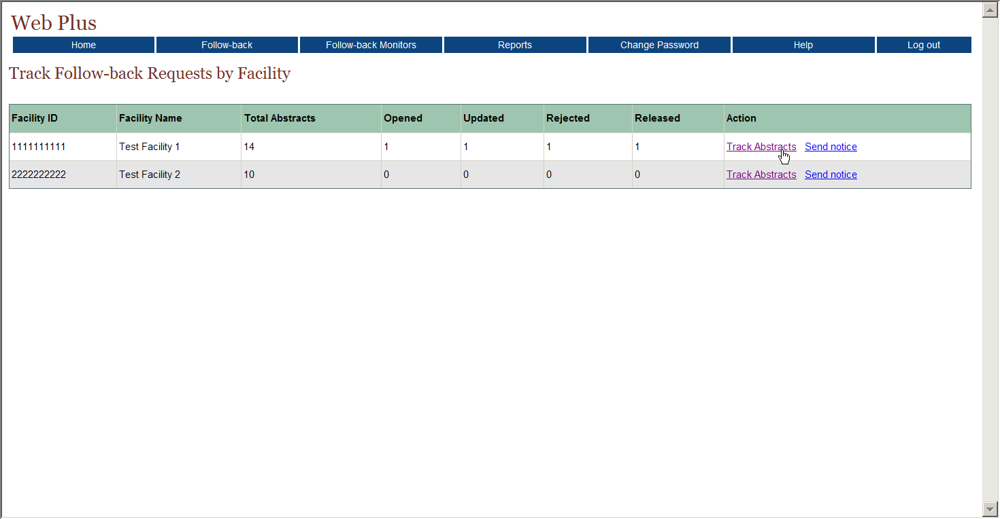 Web Plus
Home Follow-back Follow-back Monitors Reports Change Password Help Log out
Track Follow-back Requests by Facility
Facility ID Facility Name Total Abstracts Opened Updated Rejected Released Action
1111111111 Test Facility 1 14 1 1 1 1 Track Abstracts Send notice
2222222222 Test Facility 2 10 0 0 0 0 Track Abstracts Send notice